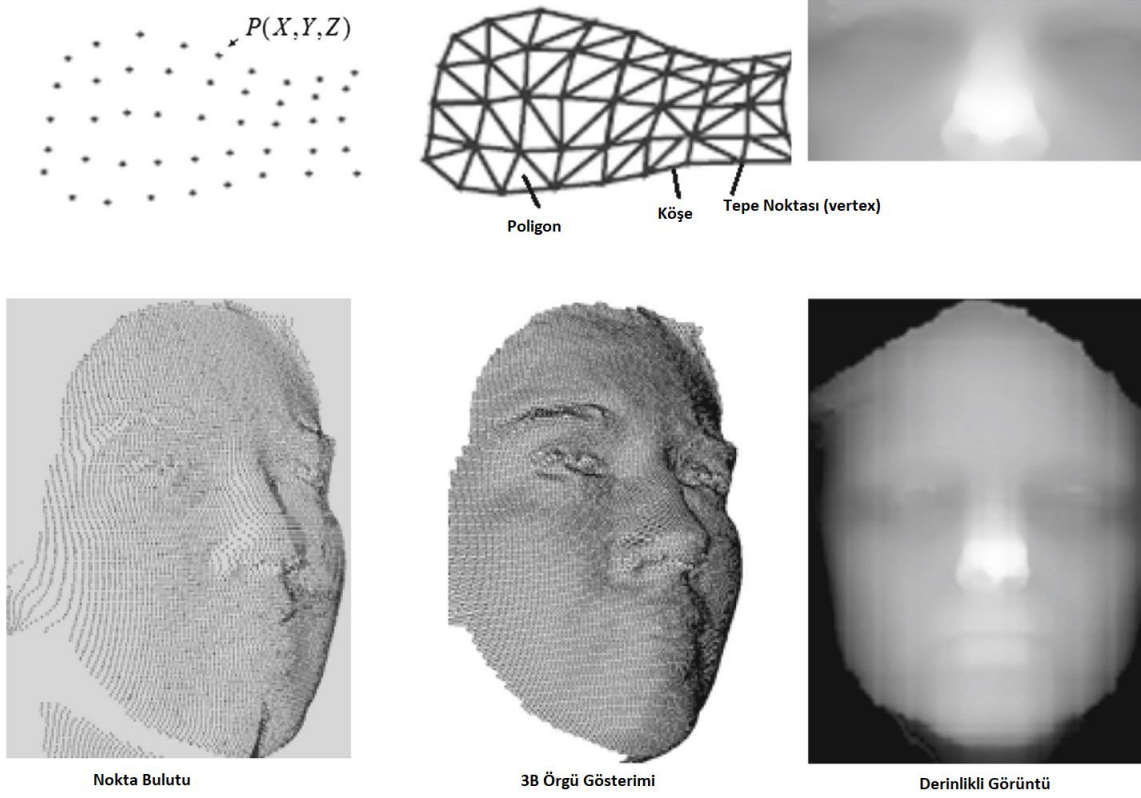 P(X,Y,Z)
Poligon
Köşe
Tepe Noktası (vertex)
Nokta Bulutu
3B Örgü Gösterimi
Derinlikli Görüntü